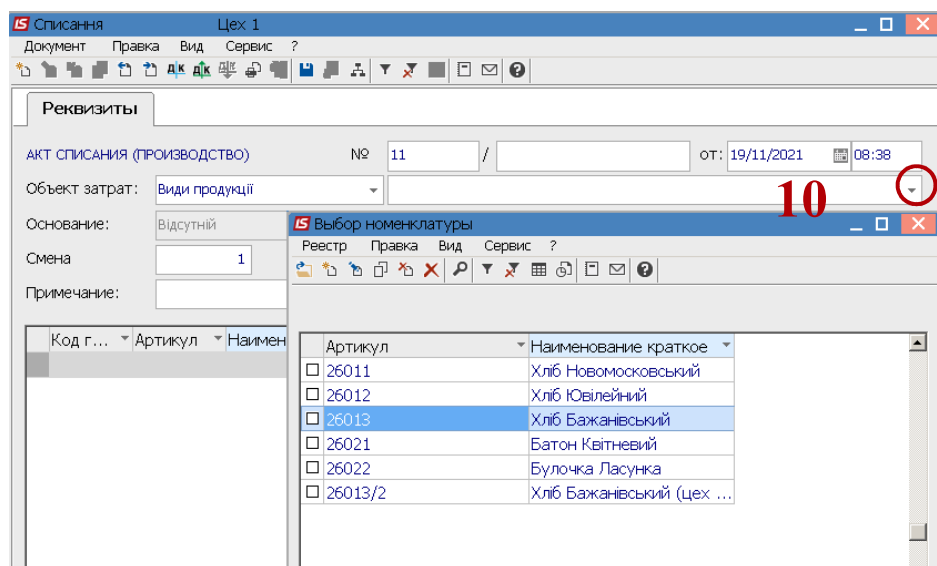 Списання Цех 1
Документ Правка Вид Сервис ?
Реквизиты
АКТ СПИСАНИЯ (ПРОИЗВОДСТВО) № 11 / от: 19/11/2021 08:38
Объект затрат: Види продукції
10
Основание: Відсутній
Смена 1
Примечание:
Код г... Артикул Наимен
Выбор номенклатуры
Реестр Правка Вид Сервис ?
Артикул Наименование краткое
26011 Хліб Новомосковський
26012 Хліб Ювілейний
26013 Хліб Бажанівський
26021 Батон Квітневий
26022 Булочка Ласунка
26013/2 Хліб Бажанівський (цех ...